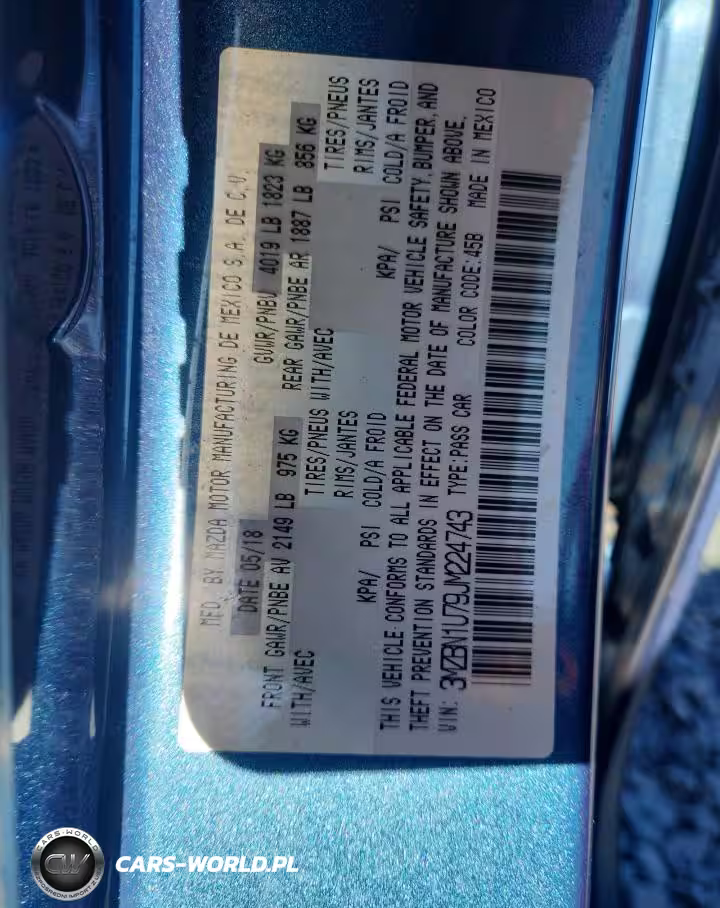 MFD. BY MAZDA MOTOR MANUFACTURING DE MEXICO S.A. DE C.V.
DATE 05/18 GVWR/PNBV 4019 LB 1823 KG
FRONT GAWR/PNBE AV 2149 LB 975 KG REAR GAWR/PNBE AR 1887 LB 856 KG
WITH/AVEC TIRES/PNEUS WITH/AVEC TIRES/PNEUS
RIMS/JANTES RIMS/JANTES
KPA/ PSI COLD/A FROID KPA/ PSI COLD/A FROID
THIS VEHICLE CONFORMS TO ALL APPLICABLE FEDERAL MOTOR VEHICLE SAFETY, BUMPER, AND
THEFT PREVENTION STANDARDS IN EFFECT ON THE DATE OF MANUFACTURE SHOWN ABOVE.
VIN: 3MZBN1U79JM224743 TYPE:PASS CAR COLOR CODE:45B MADE IN MEXICO
CARS-WORLD
CW
CARS-WORLD.PL